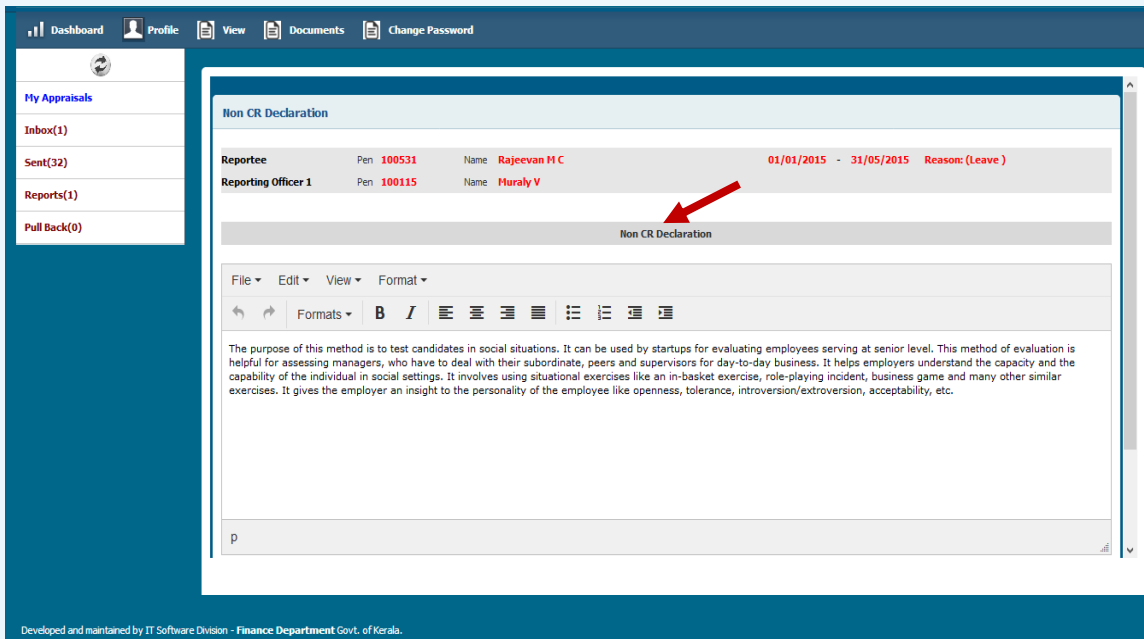 Dashboard Profile View Documents Change Password
My Appraisals
Inbox(1)
Sent(32)
Reports(1)
Pull Back(0)
Non CR Declaration
Reportee Pen 100531 Name Rajeevan M C 01/01/2015 - 31/05/2015 Reason: (Leave )
Reporting Officer 1 Pen 100115 Name Muraly V
Non CR Declaration
File Edit View Format
Formats B I
The purpose of this method is to test candidates in social situations. It can be used by startups for evaluating employees serving at senior level. This method of evaluation is
helpful for assessing managers, who have to deal with their subordinate, peers and supervisors for day-to-day business. It helps employers understand the capacity and the
capability of the individual in social settings. It involves using situational exercises like an in-basket exercise, role-playing incident, business game and many other similar
exercises. It gives the employer an insight to the personality of the employee like openness, tolerance, introversion/extroversion, acceptability, etc.
p
Developed and maintained by IT Software Division - Finance Department Govt. of Kerala.